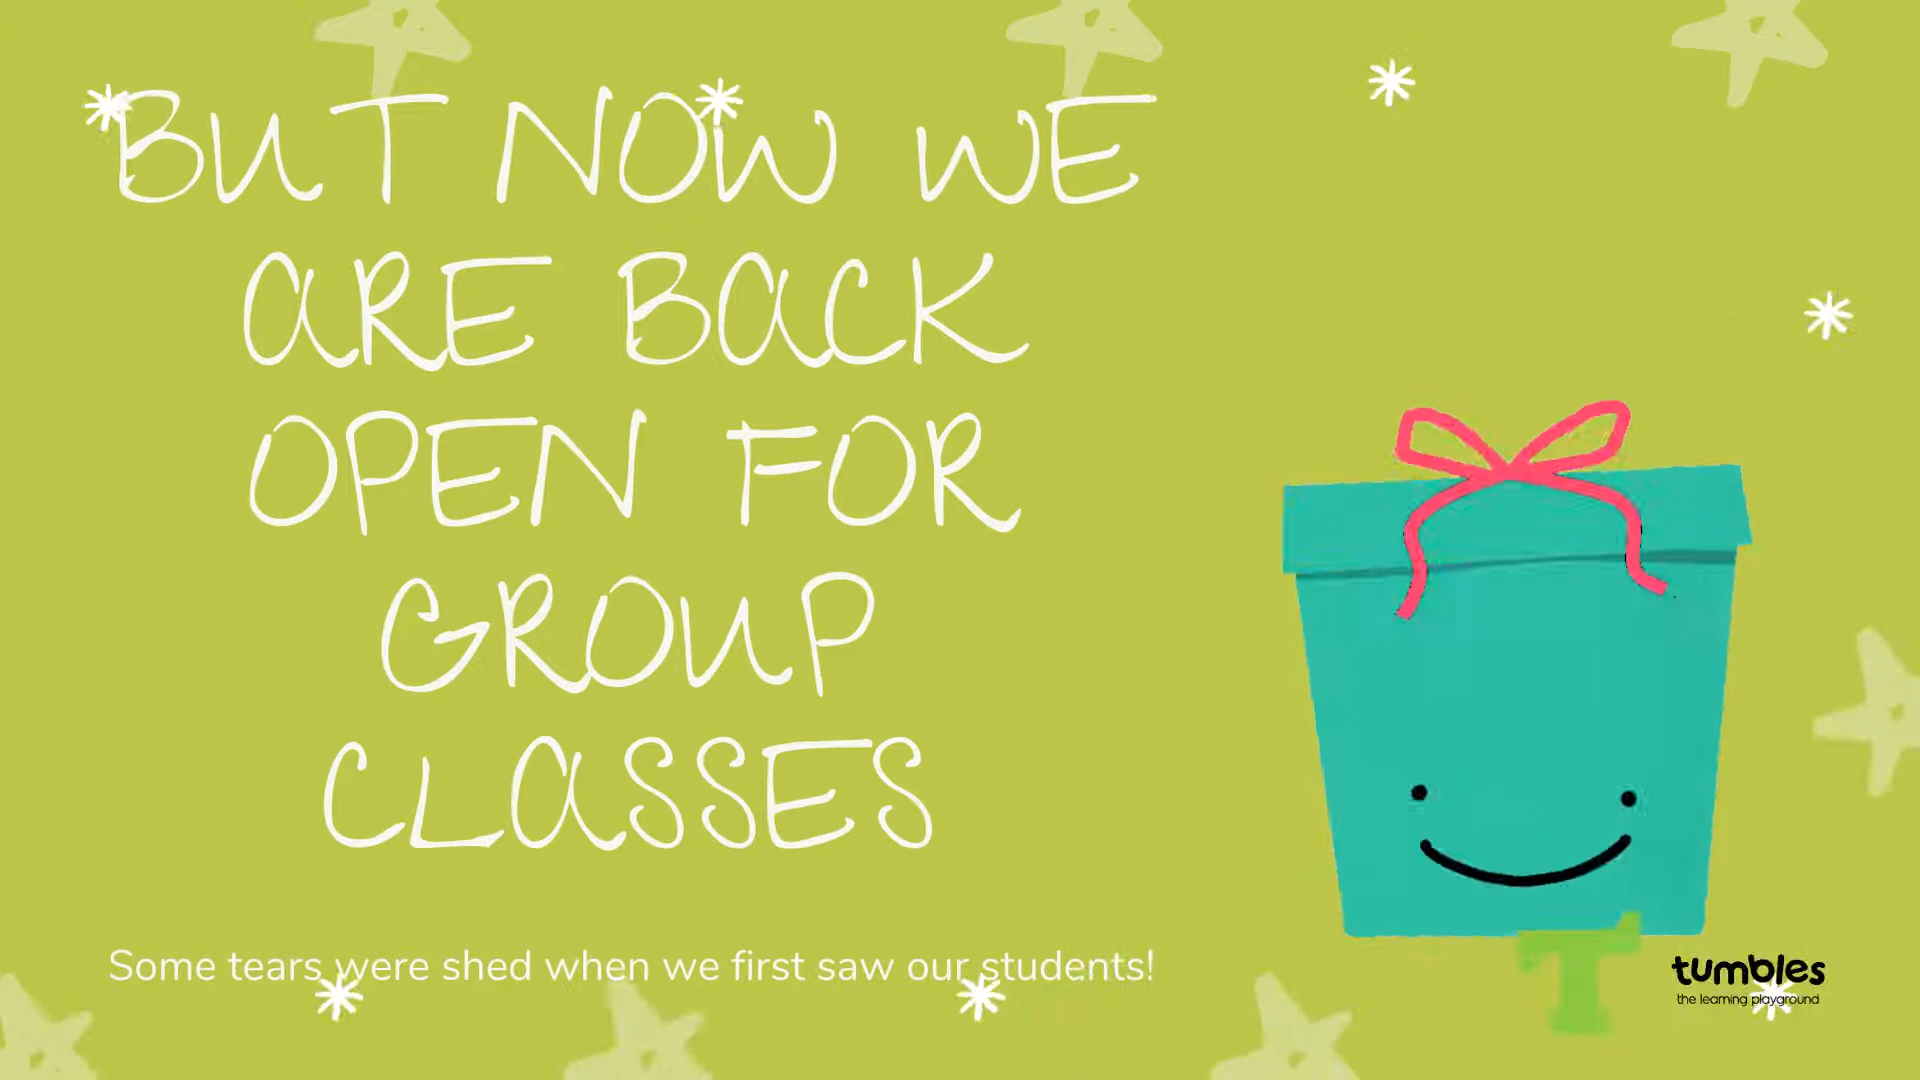 BUT NOW WE
ARE BACK
OPEN FOR
GROUP
CLASSES
Some tears were shed when we first saw our students!
T
tumbles
the learning playground